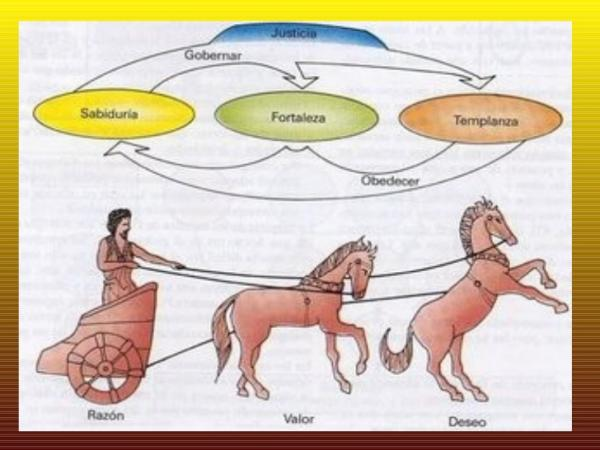 Justicia
Gobernar
Sabiduría
Fortaleza
Templanza
Obedecer
Razón
Valor
Deseo